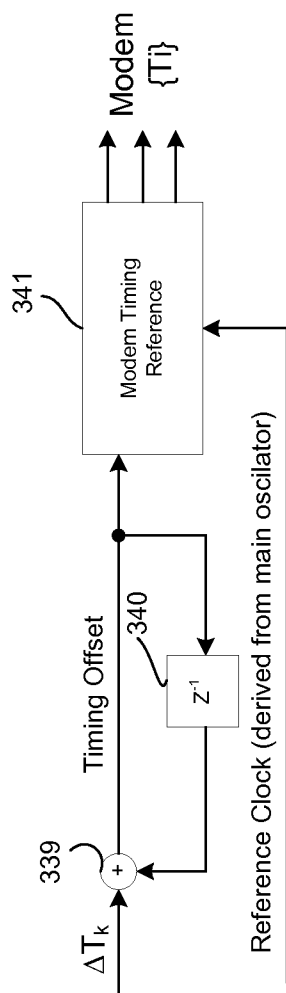 341
Modem
{Ti}
Modem Timing
Reference
339
ΔTk
Timing Offset
340
Z-1
+
Reference Clock (derived from main oscilator)